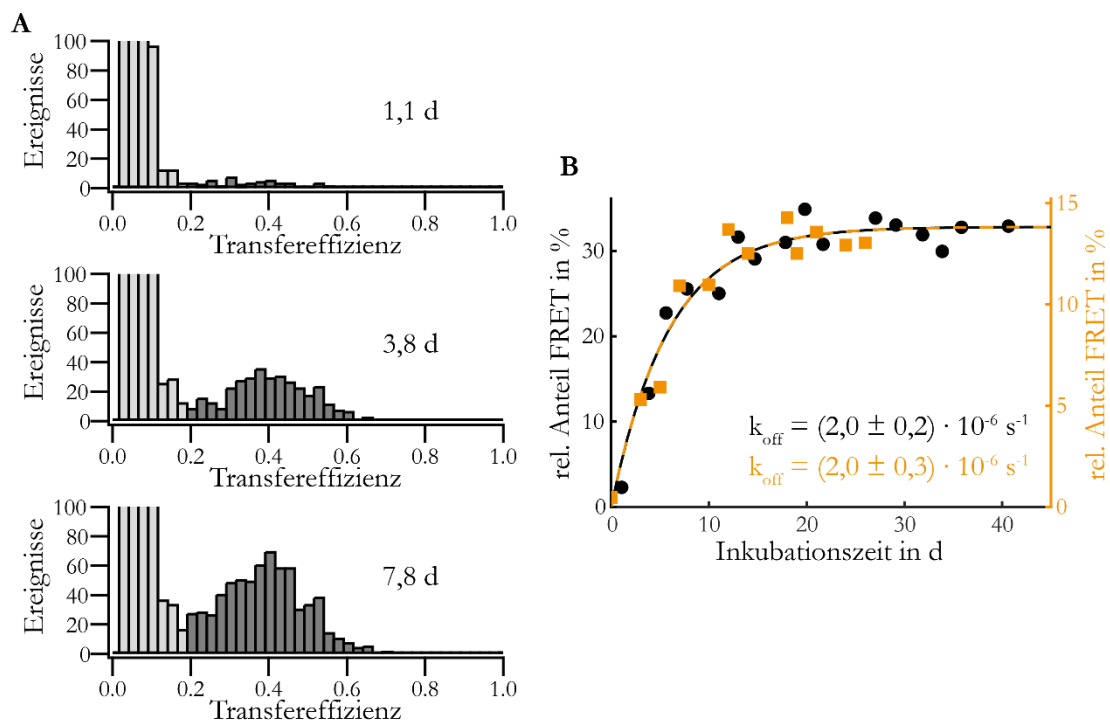 A
Ereignisse
100
80
60
40
20
0
1,1 d
0.0 0.2 0.4 0.6 0.8 1.0
Transfereffizienz
Ereignisse
100
80
60
40
20
0
3,8 d
0.0 0.2 0.4 0.6 0.8 1.0
Transfereffizienz
Ereignisse
100
80
60
40
20
0
7,8 d
0.0 0.2 0.4 0.6 0.8 1.0
Transfereffizienz
B
rel. Anteil FRET in %
30
20
10
0
15
10
5
0
rel. Anteil FRET in %
koff = (2,0 ± 0,2) · 10-6 s-1
koff = (2,0 ± 0,3) · 10-6 s-1
0 10 20 30 40
Inkubationszeit in d